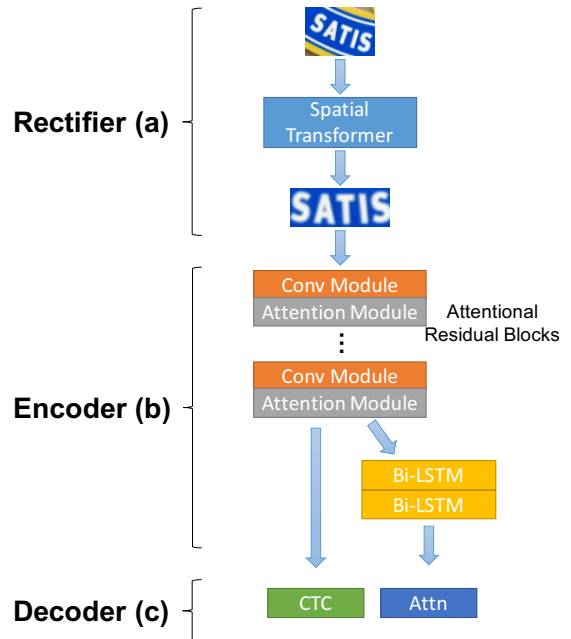 SATIS
Rectifier (a)
Spatial
Transformer
SATIS
Conv Module
Attention Module
Attentional
Residual Blocks
⋮
Conv Module
Attention Module
Encoder (b)
Bi-LSTM
Bi-LSTM
Decoder (c)
CTC
Attn